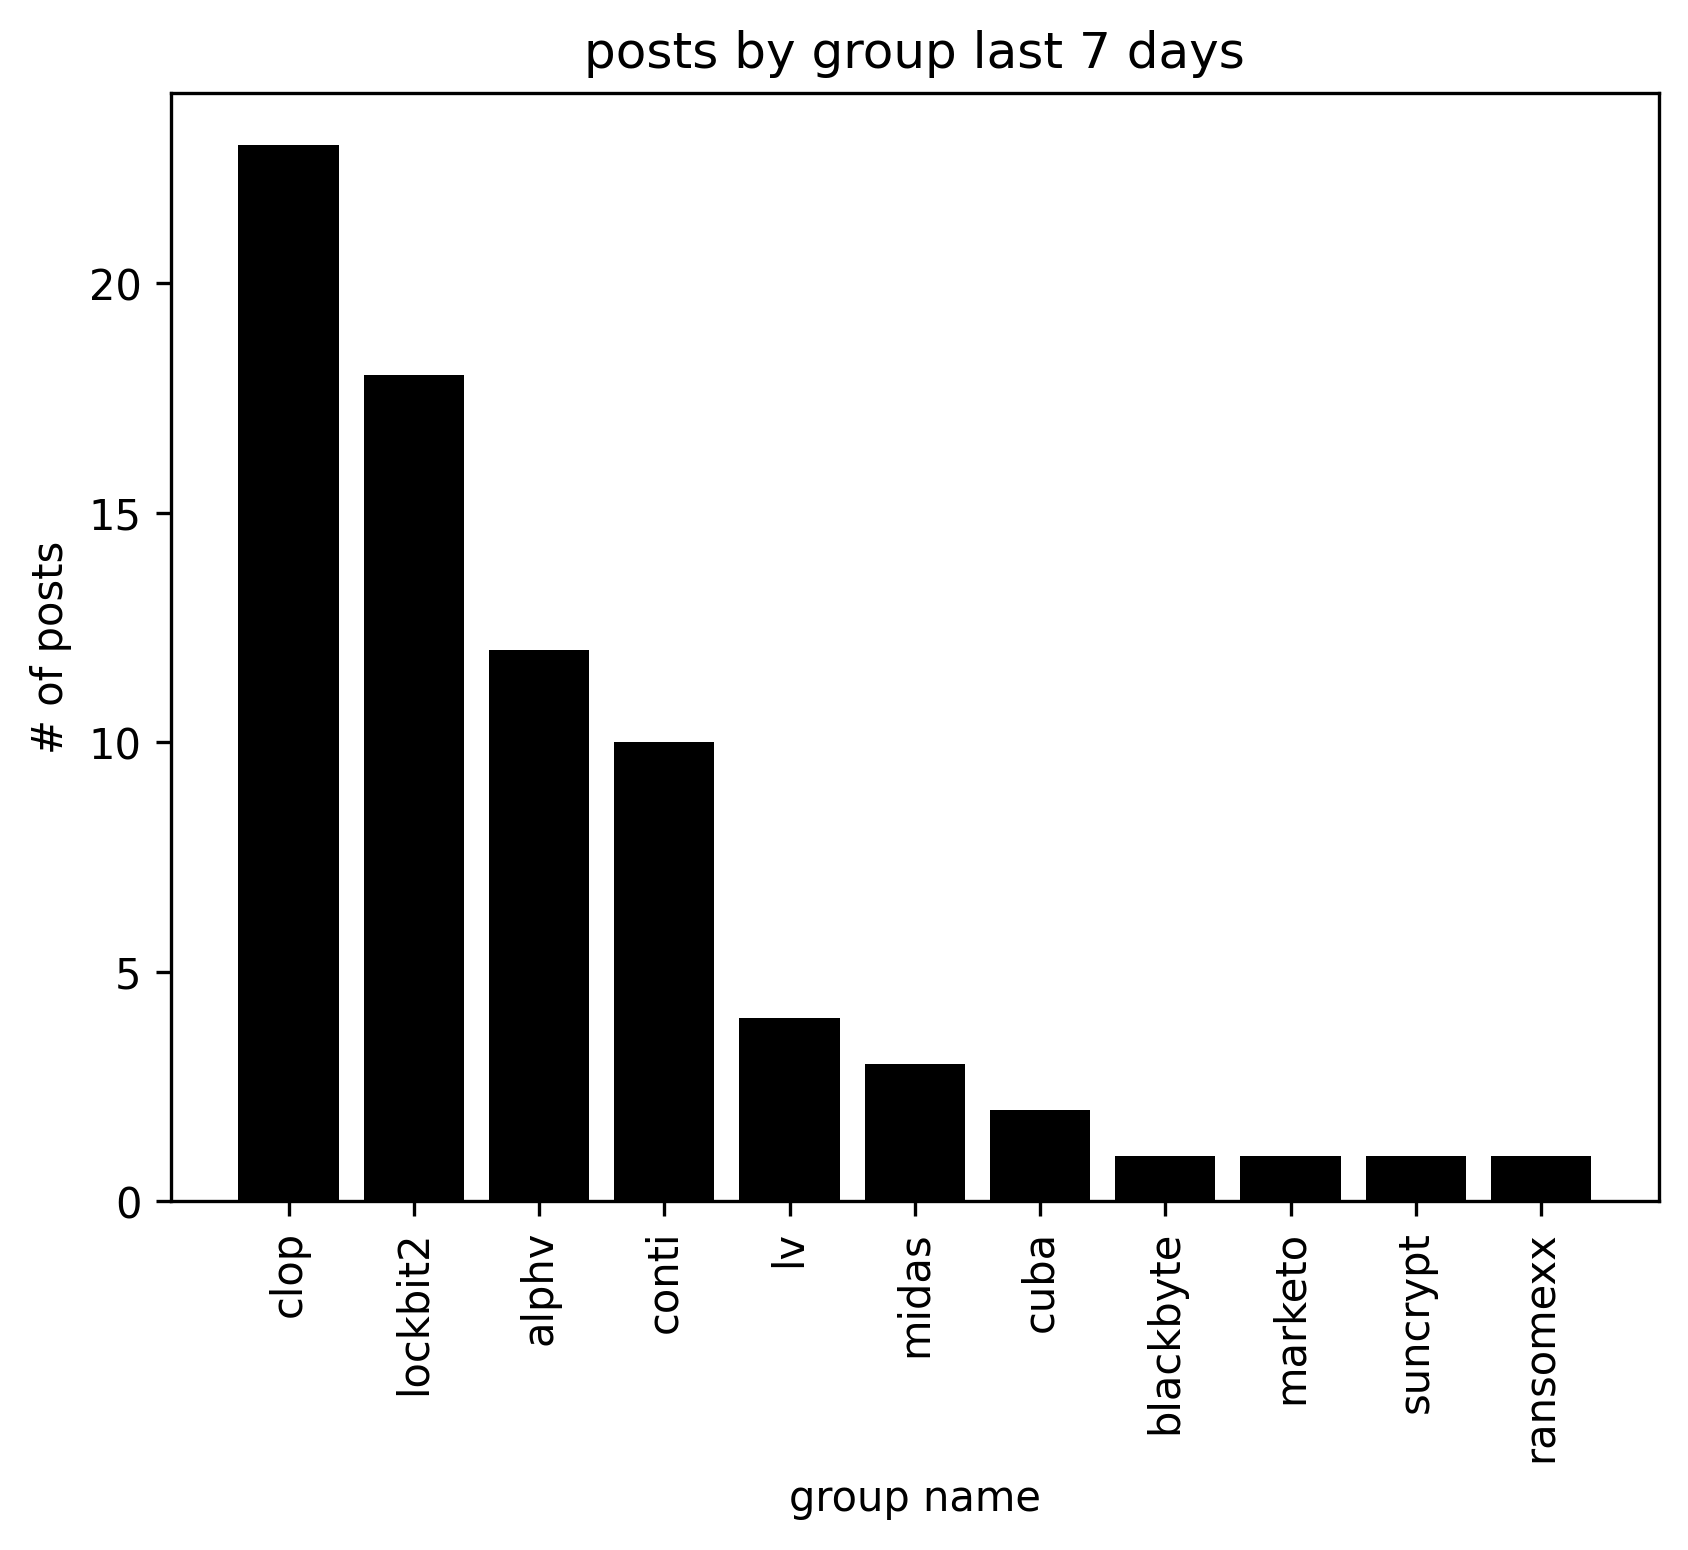 posts by group last 7 days
# of posts
20
15
10
5
0
clop
lockbit2
alphv
conti
lv
midas
cuba
blackbyte
marketo
suncrypt
ransomexx
group name